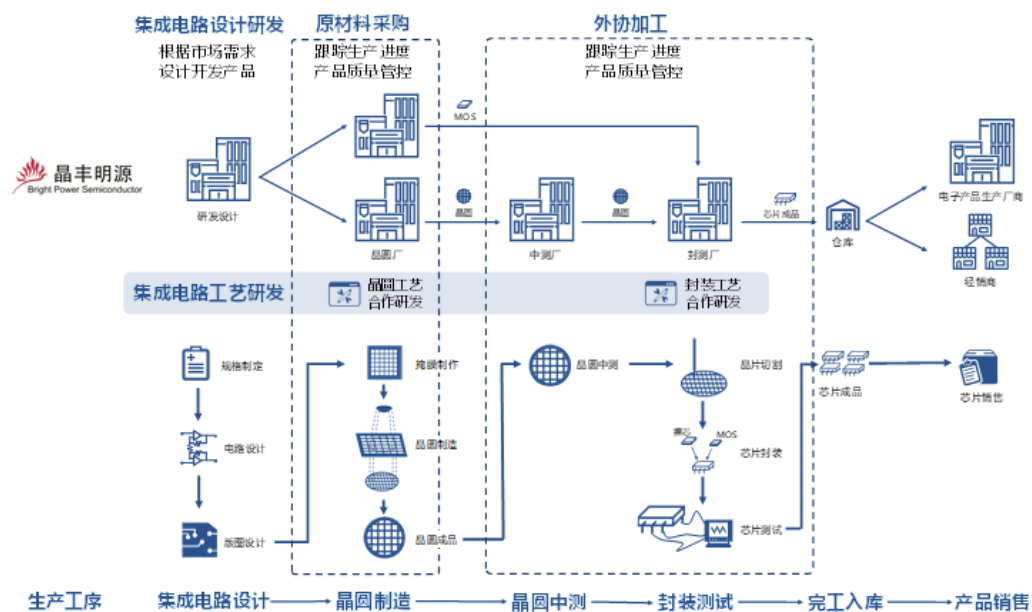 集成电路设计研发
原材料采购
外协加工
根据市场需求
设计开发产品
跟踪生产进度
产品质量管控
跟踪生产进度
产品质量管控
MOS
晶丰明源
Bright Power Semiconductor
研发设计
晶圆厂
晶圆
中测厂
晶圆
封测厂
芯片成品
仓库
电子产品生产厂商
经销商
集成电路工艺研发
晶圆工艺
合作研发
封装工艺
合作研发
规格制定
掩膜制作
晶圆中测
晶片切割
芯片成品
芯片销售
电路设计
晶圆制造
裸芯
MOS
芯片封装
版图设计
晶圆成品
芯片测试
生产工序
集成电路设计
晶圆制造
晶圆中测
封装测试
完工入库
产品销售